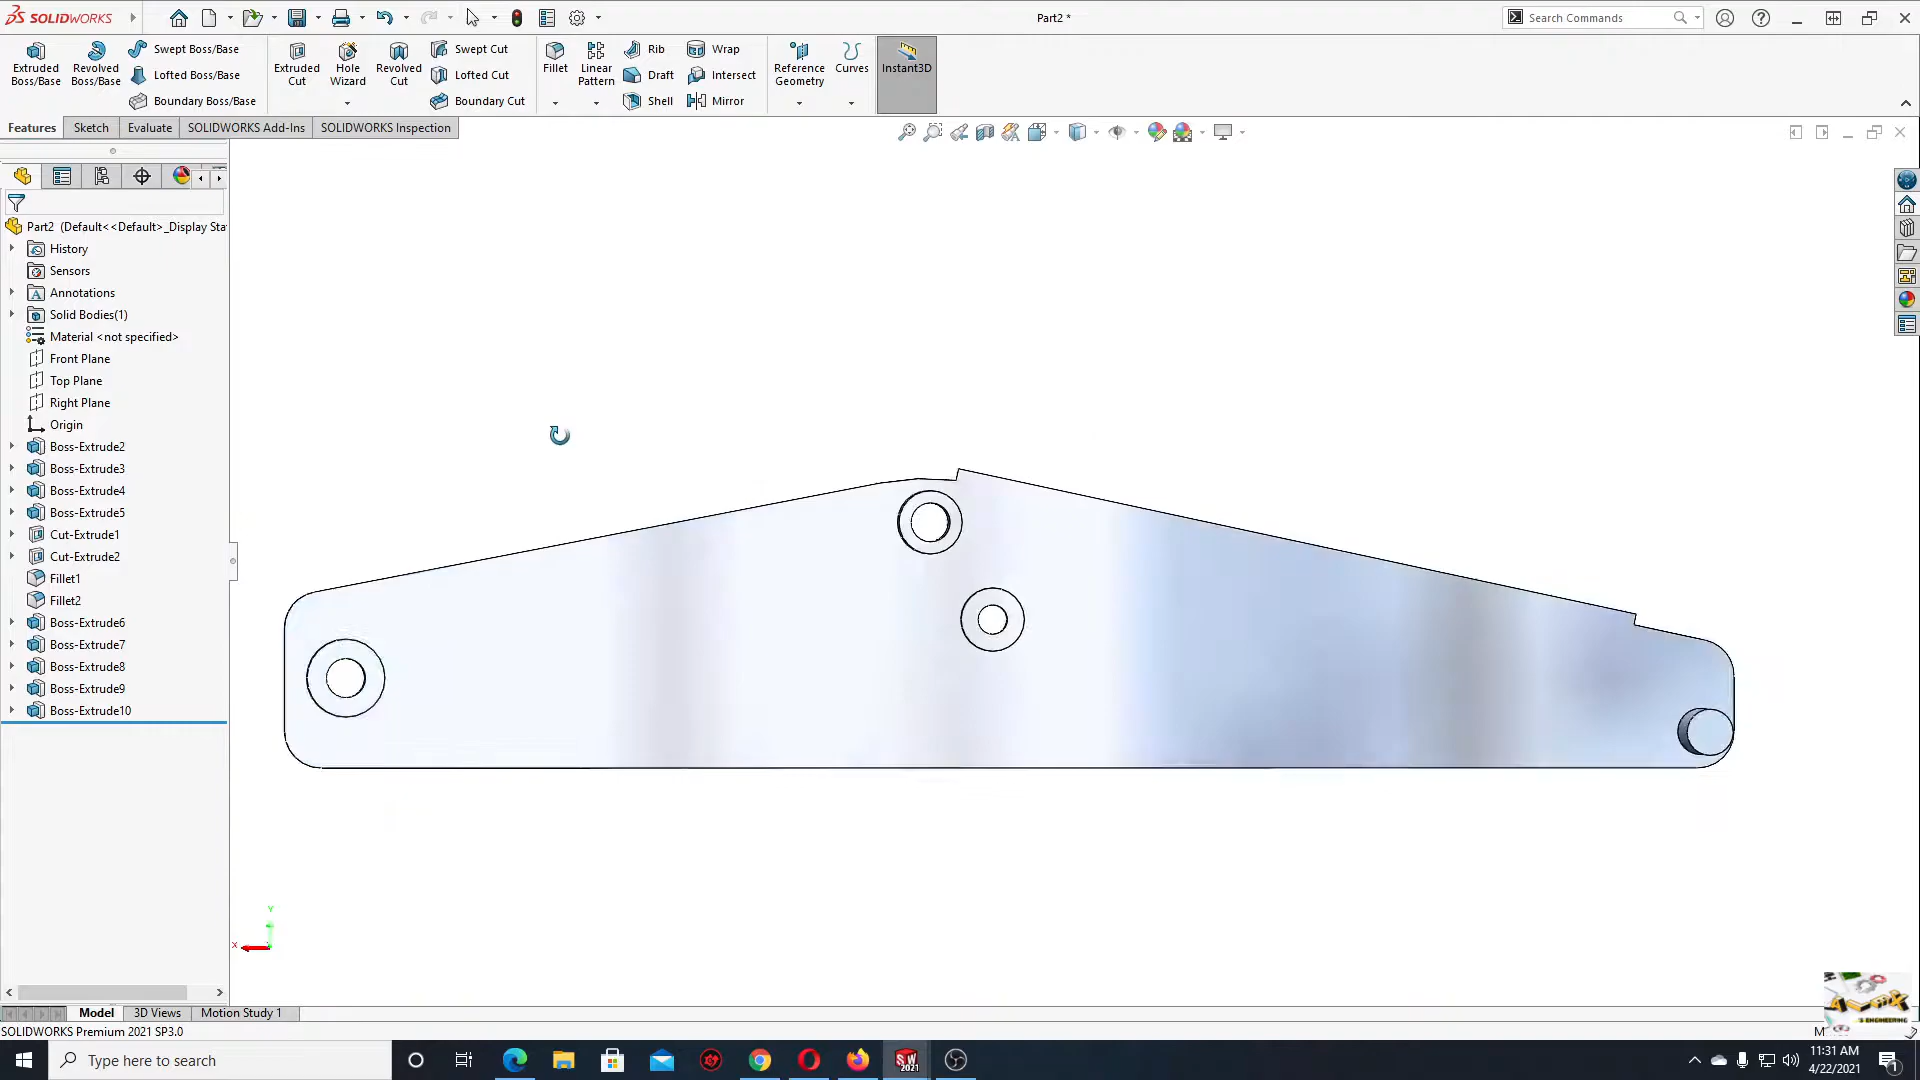 SOLIDWORKS
Part2 *
Search Commands
Extruded Boss/Base
Revolved Boss/Base
Swept Boss/Base
Lofted Boss/Base
Boundary Boss/Base
Extruded Cut
Hole Wizard
Revolved Cut
Swept Cut
Lofted Cut
Boundary Cut
Fillet
Linear Pattern
Rib
Draft
Shell
Wrap
Intersect
Mirror
Reference Geometry
Curves
Instant3D
Features
Sketch
Evaluate
SOLIDWORKS Add-Ins
SOLIDWORKS Inspection
Part2 (Default<<Default>_Display Sta
History
Sensors
Annotations
Solid Bodies(1)
Material <not specified>
Front Plane
Top Plane
Right Plane
Origin
Boss-Extrude2
Boss-Extrude3
Boss-Extrude4
Boss-Extrude5
Cut-Extrude1
Cut-Extrude2
Fillet1
Fillet2
Boss-Extrude6
Boss-Extrude7
Boss-Extrude8
Boss-Extrude9
Boss-Extrude10
Y
X
Model
3D Views
Motion Study 1
SOLIDWORKS Premium 2021 SP3.0
Type here to search
SW
2021
11:31 AM
4/22/2021
1